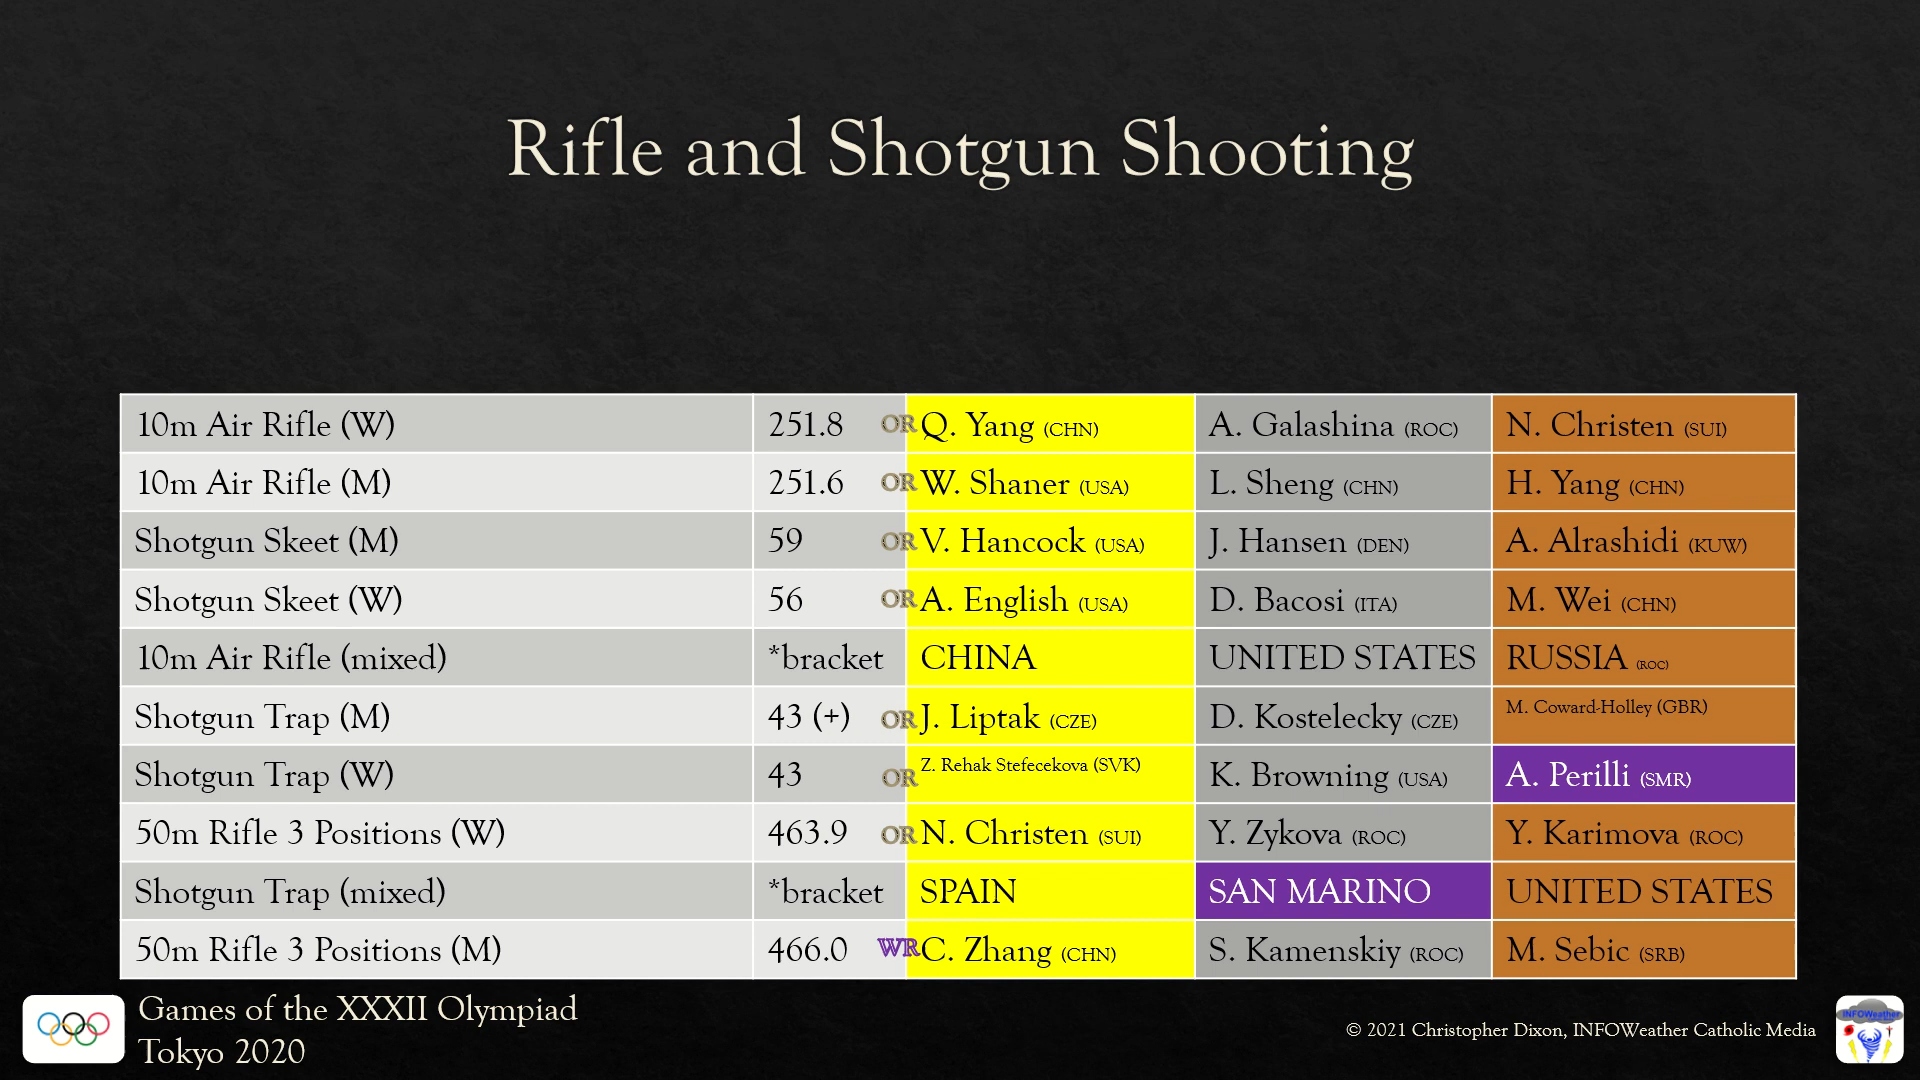 Rifle and Shotgun Shooting
10m Air Rifle (W) 251.8 OR Q. Yang (CHN) A. Galashina (ROC) N. Christen (SUI)
10m Air Rifle (M) 251.6 OR W. Shaner (USA) L. Sheng (CHN) H. Yang (CHN)
Shotgun Skeet (M) 59 OR V. Hancock (USA) J. Hansen (DEN) A. Alrashidi (KUW)
Shotgun Skeet (W) 56 OR A. English (USA) D. Bacosi (ITA) M. Wei (CHN)
10m Air Rifle (mixed) *bracket CHINA UNITED STATES RUSSIA (ROC)
Shotgun Trap (M) 43 (+) OR J. Liptak (CZE) D. Kostelecky (CZE) M. Coward-Holley (GBR)
Shotgun Trap (W) 43 OR Z. Rehak Stefecekova (SVK) K. Browning (USA) A. Perilli (SMR)
50m Rifle 3 Positions (W) 463.9 OR N. Christen (SUI) Y. Zykova (ROC) Y. Karimova (ROC)
Shotgun Trap (mixed) *bracket SPAIN SAN MARINO UNITED STATES
50m Rifle 3 Positions (M) 466.0 WR C. Zhang (CHN) S. Kamenskiy (ROC) M. Sebic (SRB)
Games of the XXXII Olympiad
Tokyo 2020
© 2021 Christopher Dixon, INFOWeather Catholic Media
INFOWeather